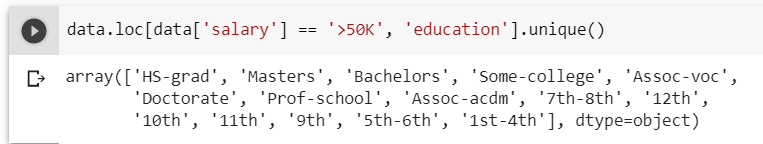 data.loc[data['salary'] == '>50K', 'education'].unique()
array(['HS-grad', 'Masters', 'Bachelors', 'Some-college', 'Assoc-voc',
'Doctorate', 'Prof-school', 'Assoc-acdm', '7th-8th', '12th',
'10th', '11th', '9th', '5th-6th', '1st-4th'], dtype=object)